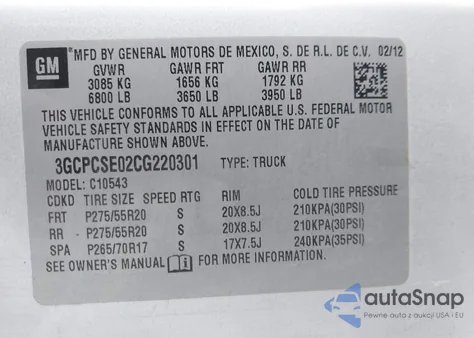 GM
MFD BY GENERAL MOTORS DE MEXICO, S. DE R.L. DE C.V. 02/12
GVWR GAWR FRT GAWR RR
3085 KG 1656 KG 1792 KG
6800 LB 3650 LB 3950 LB
THIS VEHICLE CONFORMS TO ALL APPLICABLE U.S. FEDERAL MOTOR
VEHICLE SAFETY STANDARDS IN EFFECT ON THE DATE OF
MANUFACTURE SHOWN ABOVE.
3GCPCSE02CG220301 TYPE: TRUCK
MODEL: C10543
CDKD TIRE SIZE SPEED RTG RIM COLD TIRE PRESSURE
FRT P275/55R20 S 20X8.5J 210KPA(30PSI)
RR P275/55R20 S 20X8.5J 210KPA(30PSI)
SPA P265/70R17 S 17X7.5J 240KPA(35PSI)
SEE OWNER'S MANUAL i FOR MORE INFORMATION.
autoSnap
Pewne auta z aukcji USA i EU